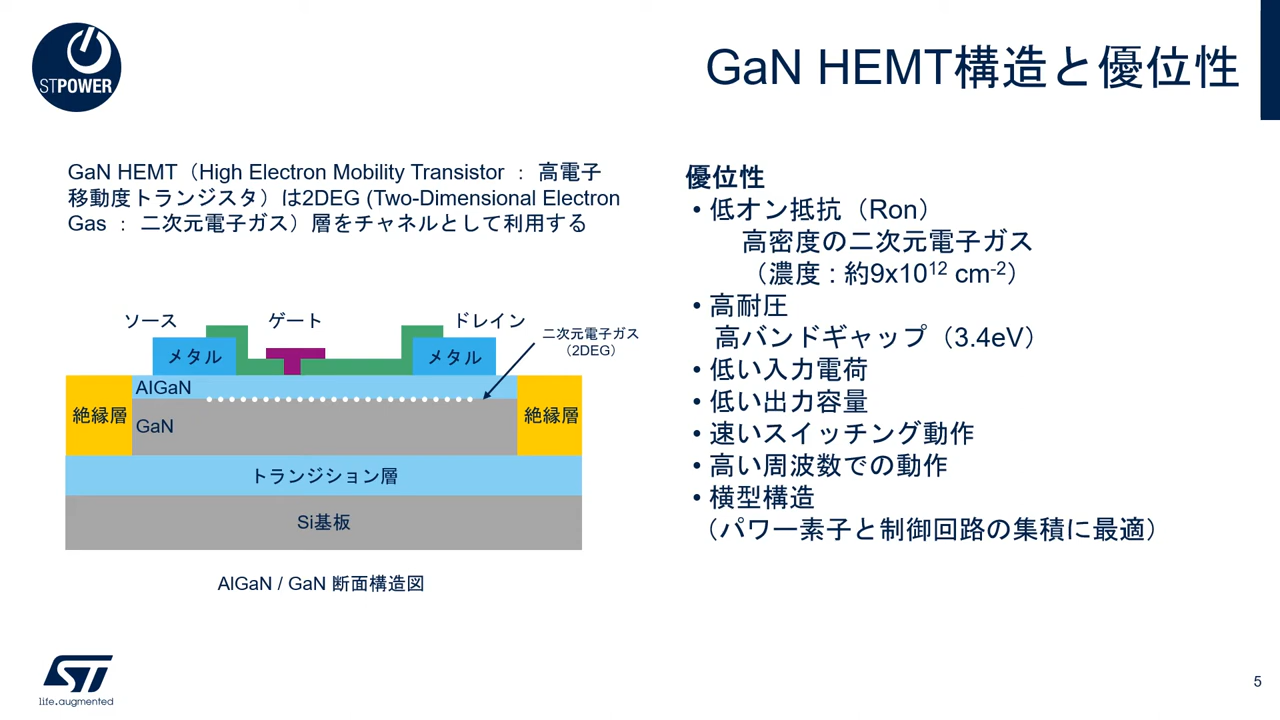 STPOWER
GaN HEMT構造と優位性
GaN HEMT（High Electron Mobility Transistor ： 高電子
移動度トランジスタ）は2DEG (Two-Dimensional Electron
Gas ： 二次元電子ガス）層をチャネルとして利用する
ソース
ゲート
ドレイン
二次元電子ガス
（2DEG）
メタル
メタル
AlGaN
絶縁層
GaN
絶縁層
トランジション層
Si基板
AlGaN / GaN 断面構造図
優位性
• 低オン抵抗（Ron）
高密度の二次元電子ガス
（濃度 : 約9x10¹² cm⁻²）
• 高耐圧
高バンドギャップ（3.4eV）
• 低い入力電荷
• 低い出力容量
• 速いスイッチング動作
• 高い周波数での動作
• 横型構造
（パワー素子と制御回路の集積に最適）
ST
life.augmented
5